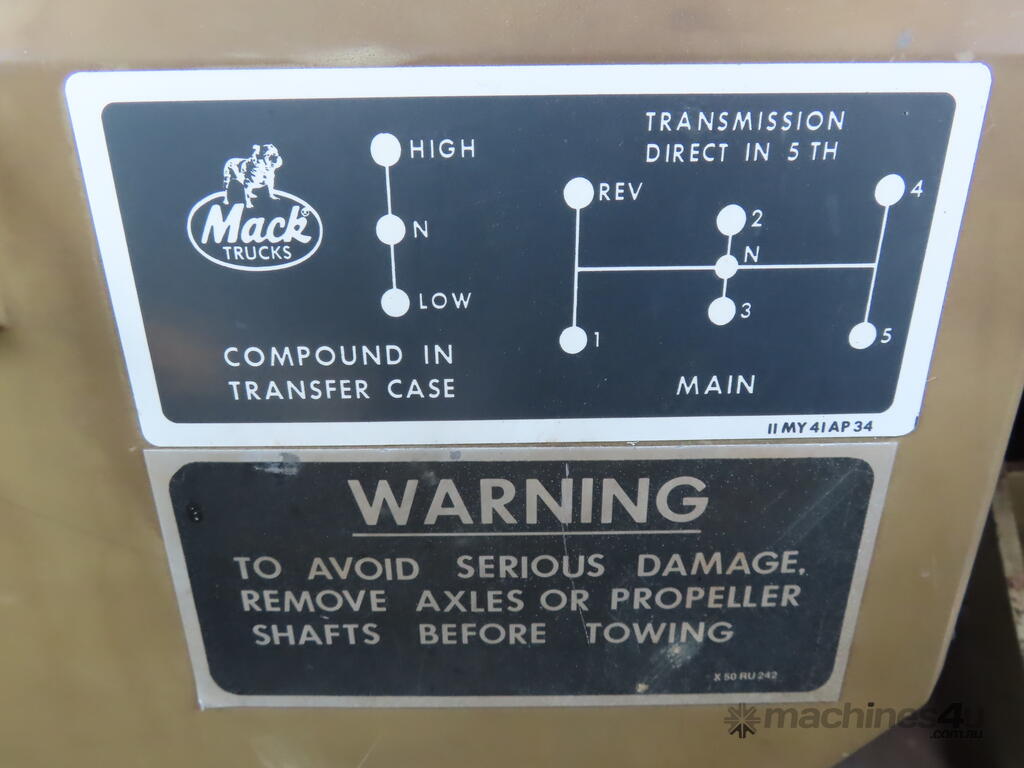 Mack®
TRUCKS
HIGH
N
LOW
COMPOUND IN
TRANSFER CASE
TRANSMISSION
DIRECT IN 5 TH
REV
2
4
N
1
3
5
MAIN
11 MY 41 AP 34
WARNING
TO AVOID SERIOUS DAMAGE,
REMOVE AXLES OR PROPELLER
SHAFTS BEFORE TOWING
X 50 RU 242
machines4u
.com.au